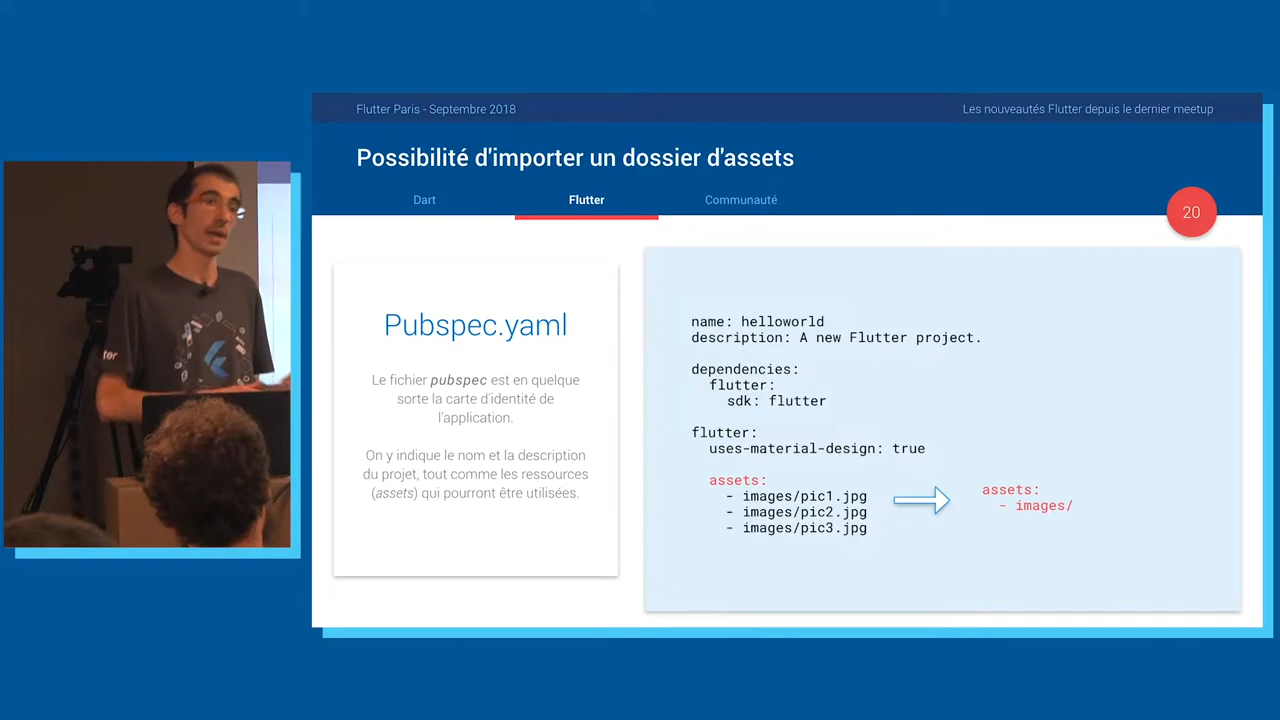 Flutter Paris - Septembre 2018
Les nouveautés Flutter depuis le dernier meetup
Possibilité d'importer un dossier d'assets
Dart
Flutter
Communauté
20
Pubspec.yaml
Le fichier pubspec est en quelque
sorte la carte d'identité de
l'application.
On y indique le nom et la description
du projet, tout comme les ressources
(assets) qui pourront être utilisées.
name: helloworld
description: A new Flutter project.
dependencies:
flutter:
sdk: flutter
flutter:
uses-material-design: true
assets:
- images/pic1.jpg
- images/pic2.jpg
- images/pic3.jpg
assets:
- images/